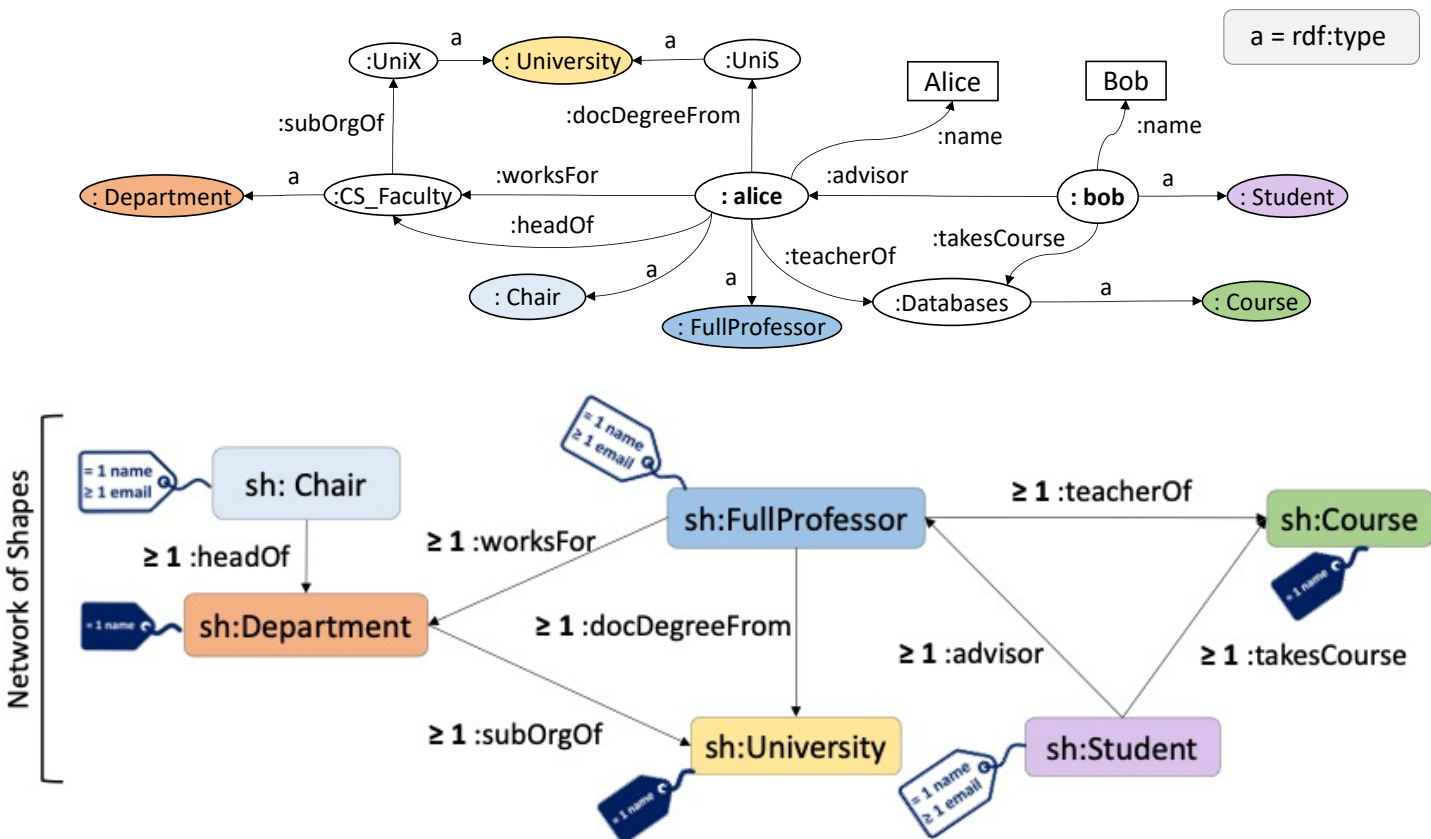 a = rdf:type
:UniX
a
: University
a
:UniS
Alice
Bob
:subOrgOf
:docDegreeFrom
:name
:name
: Department
a
:CS_Faculty
:worksFor
: alice
:advisor
: bob
a
: Student
:headOf
:teacherOf
:takesCourse
a
: Chair
a
: FullProfessor
:Databases
a
: Course
Network of Shapes
= 1 name
≥ 1 email
sh: Chair
= 1 name
≥ 1 email
sh:FullProfessor
≥ 1 :teacherOf
sh:Course
= 1 name
≥ 1 :headOf
≥ 1 :worksFor
= 1 name
sh:Department
≥ 1 :docDegreeFrom
≥ 1 :advisor
≥ 1 :takesCourse
≥ 1 :subOrgOf
sh:University
= 1 name
sh:Student
= 1 name
≥ 1 email